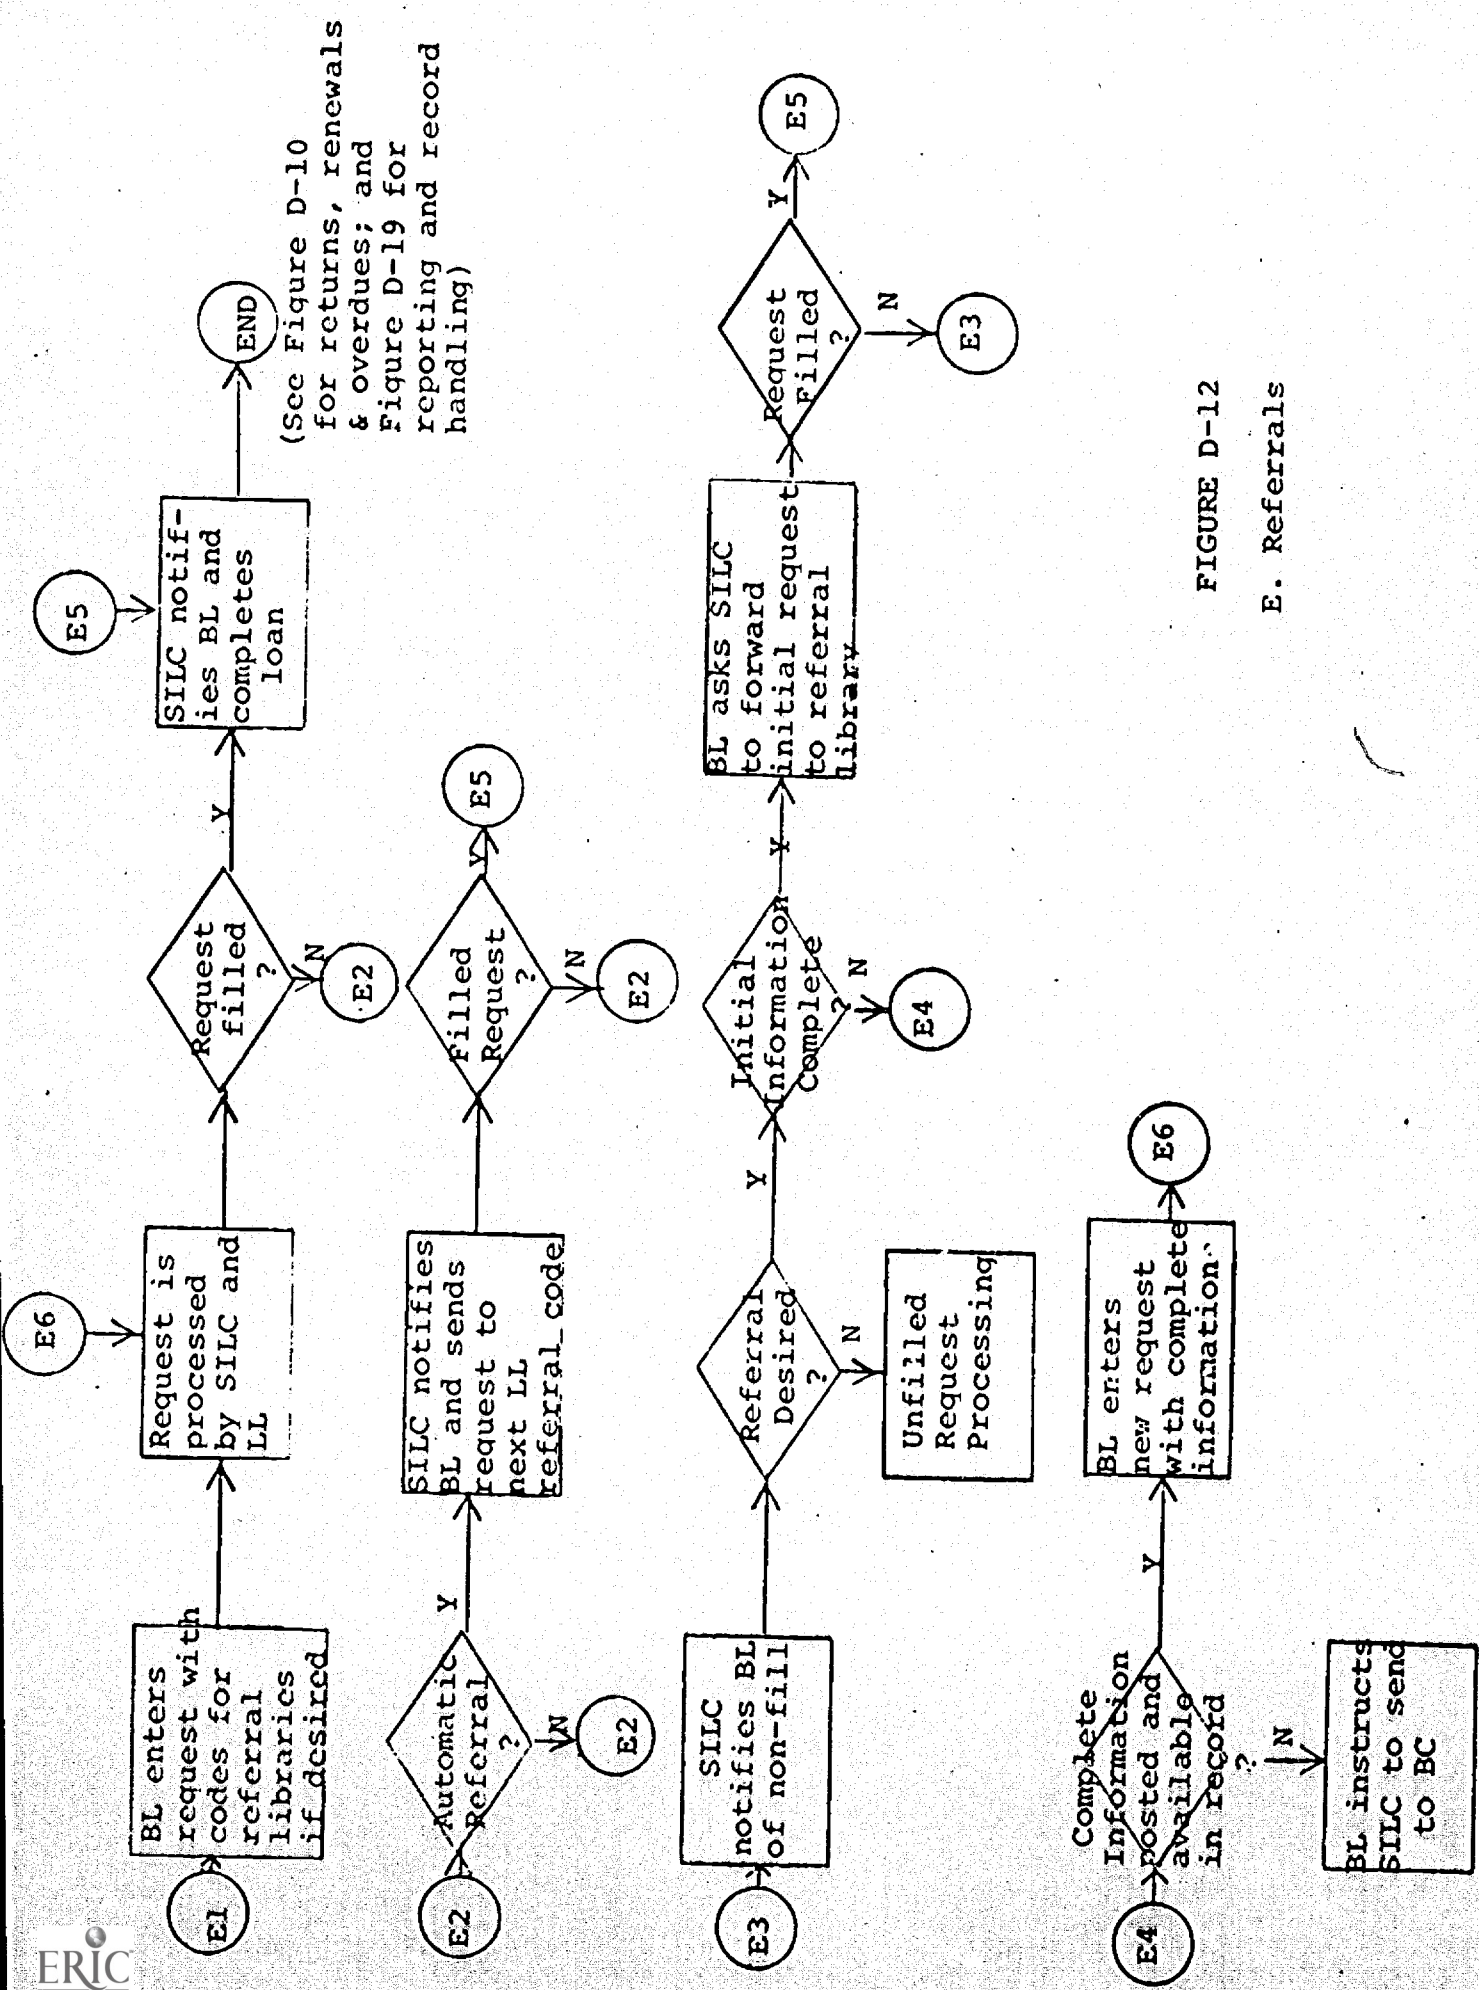 E6
E5
E1
BL enters
request with
codes for
referral
libraries
if desired
Request is
processed
by SILC and
LL
Request
filled
?
Y
N
E2
SILC notif-
ies BL and
completes
loan
END
(See Figure D-10
for returns, renewals
& overdues; and
Figure D-19 for
reporting and record
handling)
E2
Automatic
Referral
?
Y
N
E2
SILC notifies
BL and sends
request to
next LL
referral code
Filled
Request
?
Y
N
E2
E5
E3
SILC
notifies BL
of non-fill
Referral
Desired
?
Y
N
Unfilled
Request
Processing
Initial
Information
Complete
?
Y
N
E4
BL asks SILC
to forward
initial request
to referral
library
Request
Filled
?
Y
N
E3
E5
E4
Complete
Information
posted and
available
in record
?
Y
N
BL instructs
SILC to send
to BC
BL enters
new request
with complete
information.
E6
FIGURE D-12
E. Referrals
ERIC